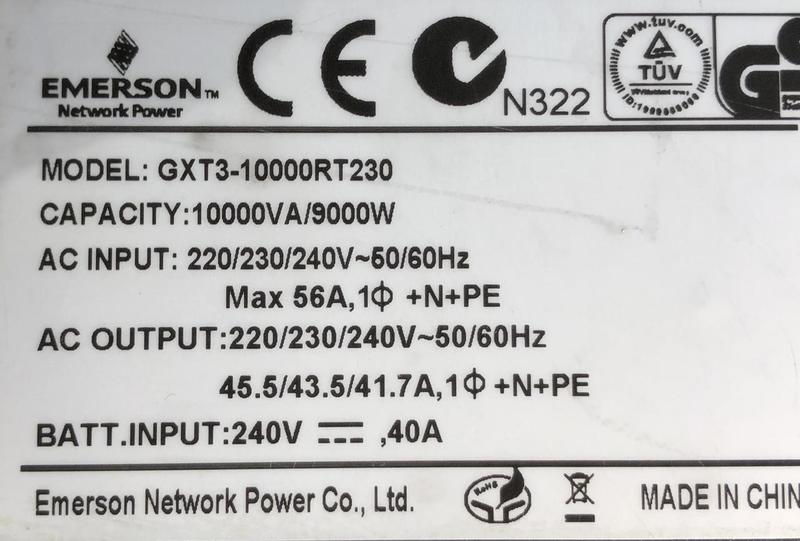 EMERSON™
Network Power
CE
N322
www.tuv.com
TÜV
GS
MODEL: GXT3-10000RT230
CAPACITY:10000VA/9000W
AC INPUT: 220/230/240V~50/60Hz
Max 56A,1Φ +N+PE
AC OUTPUT:220/230/240V~50/60Hz
45.5/43.5/41.7A,1Φ +N+PE
BATT.INPUT:240V ⎓ ,40A
Emerson Network Power Co., Ltd.
RoHS
MADE IN CHIN